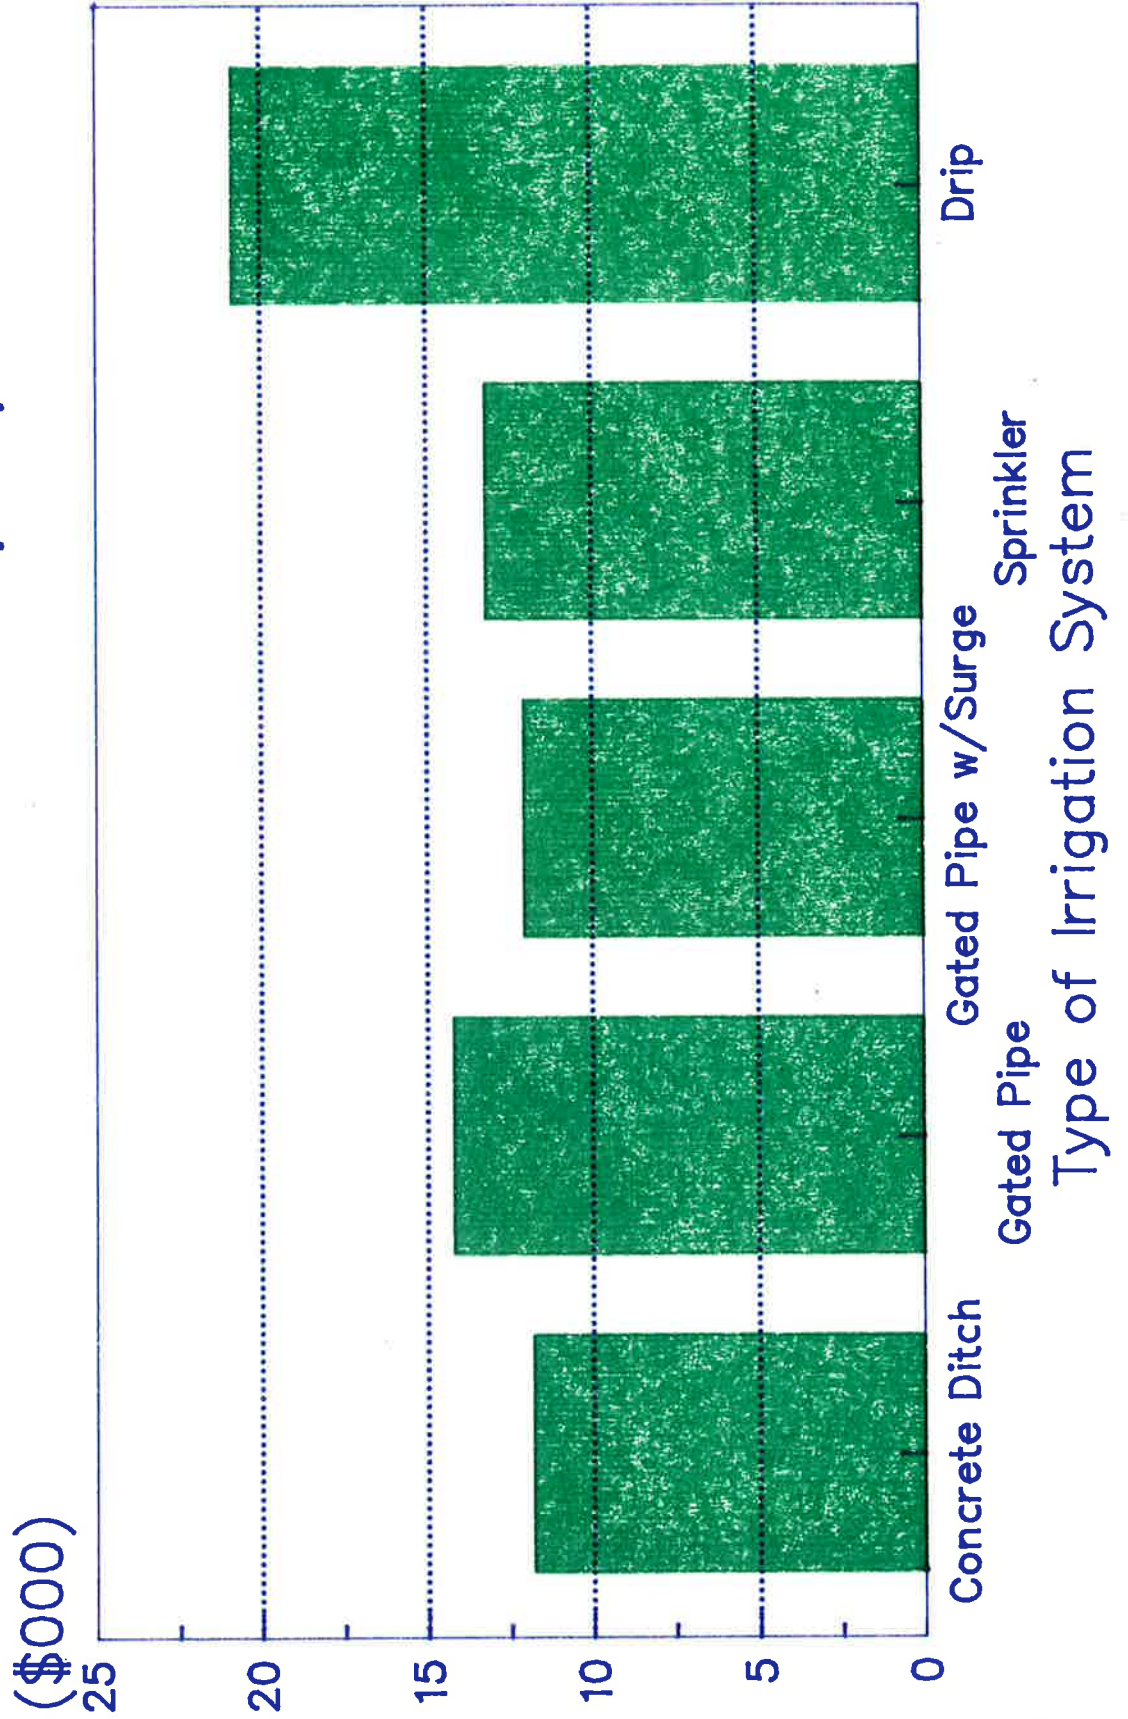 ($000)
25
20
15
10
5
0
Concrete Ditch
Gated Pipe
Gated Pipe w/Surge
Sprinkler
Drip
Type of Irrigation System